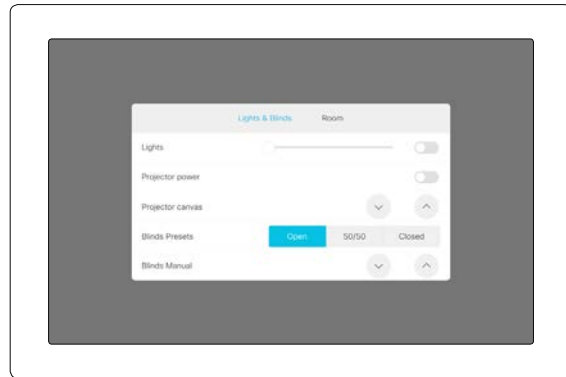 Lights & Blinds Room
Lights
Projector power
Projector canvas
Blinds Presets Open 50/50 Closed
Blinds Manual